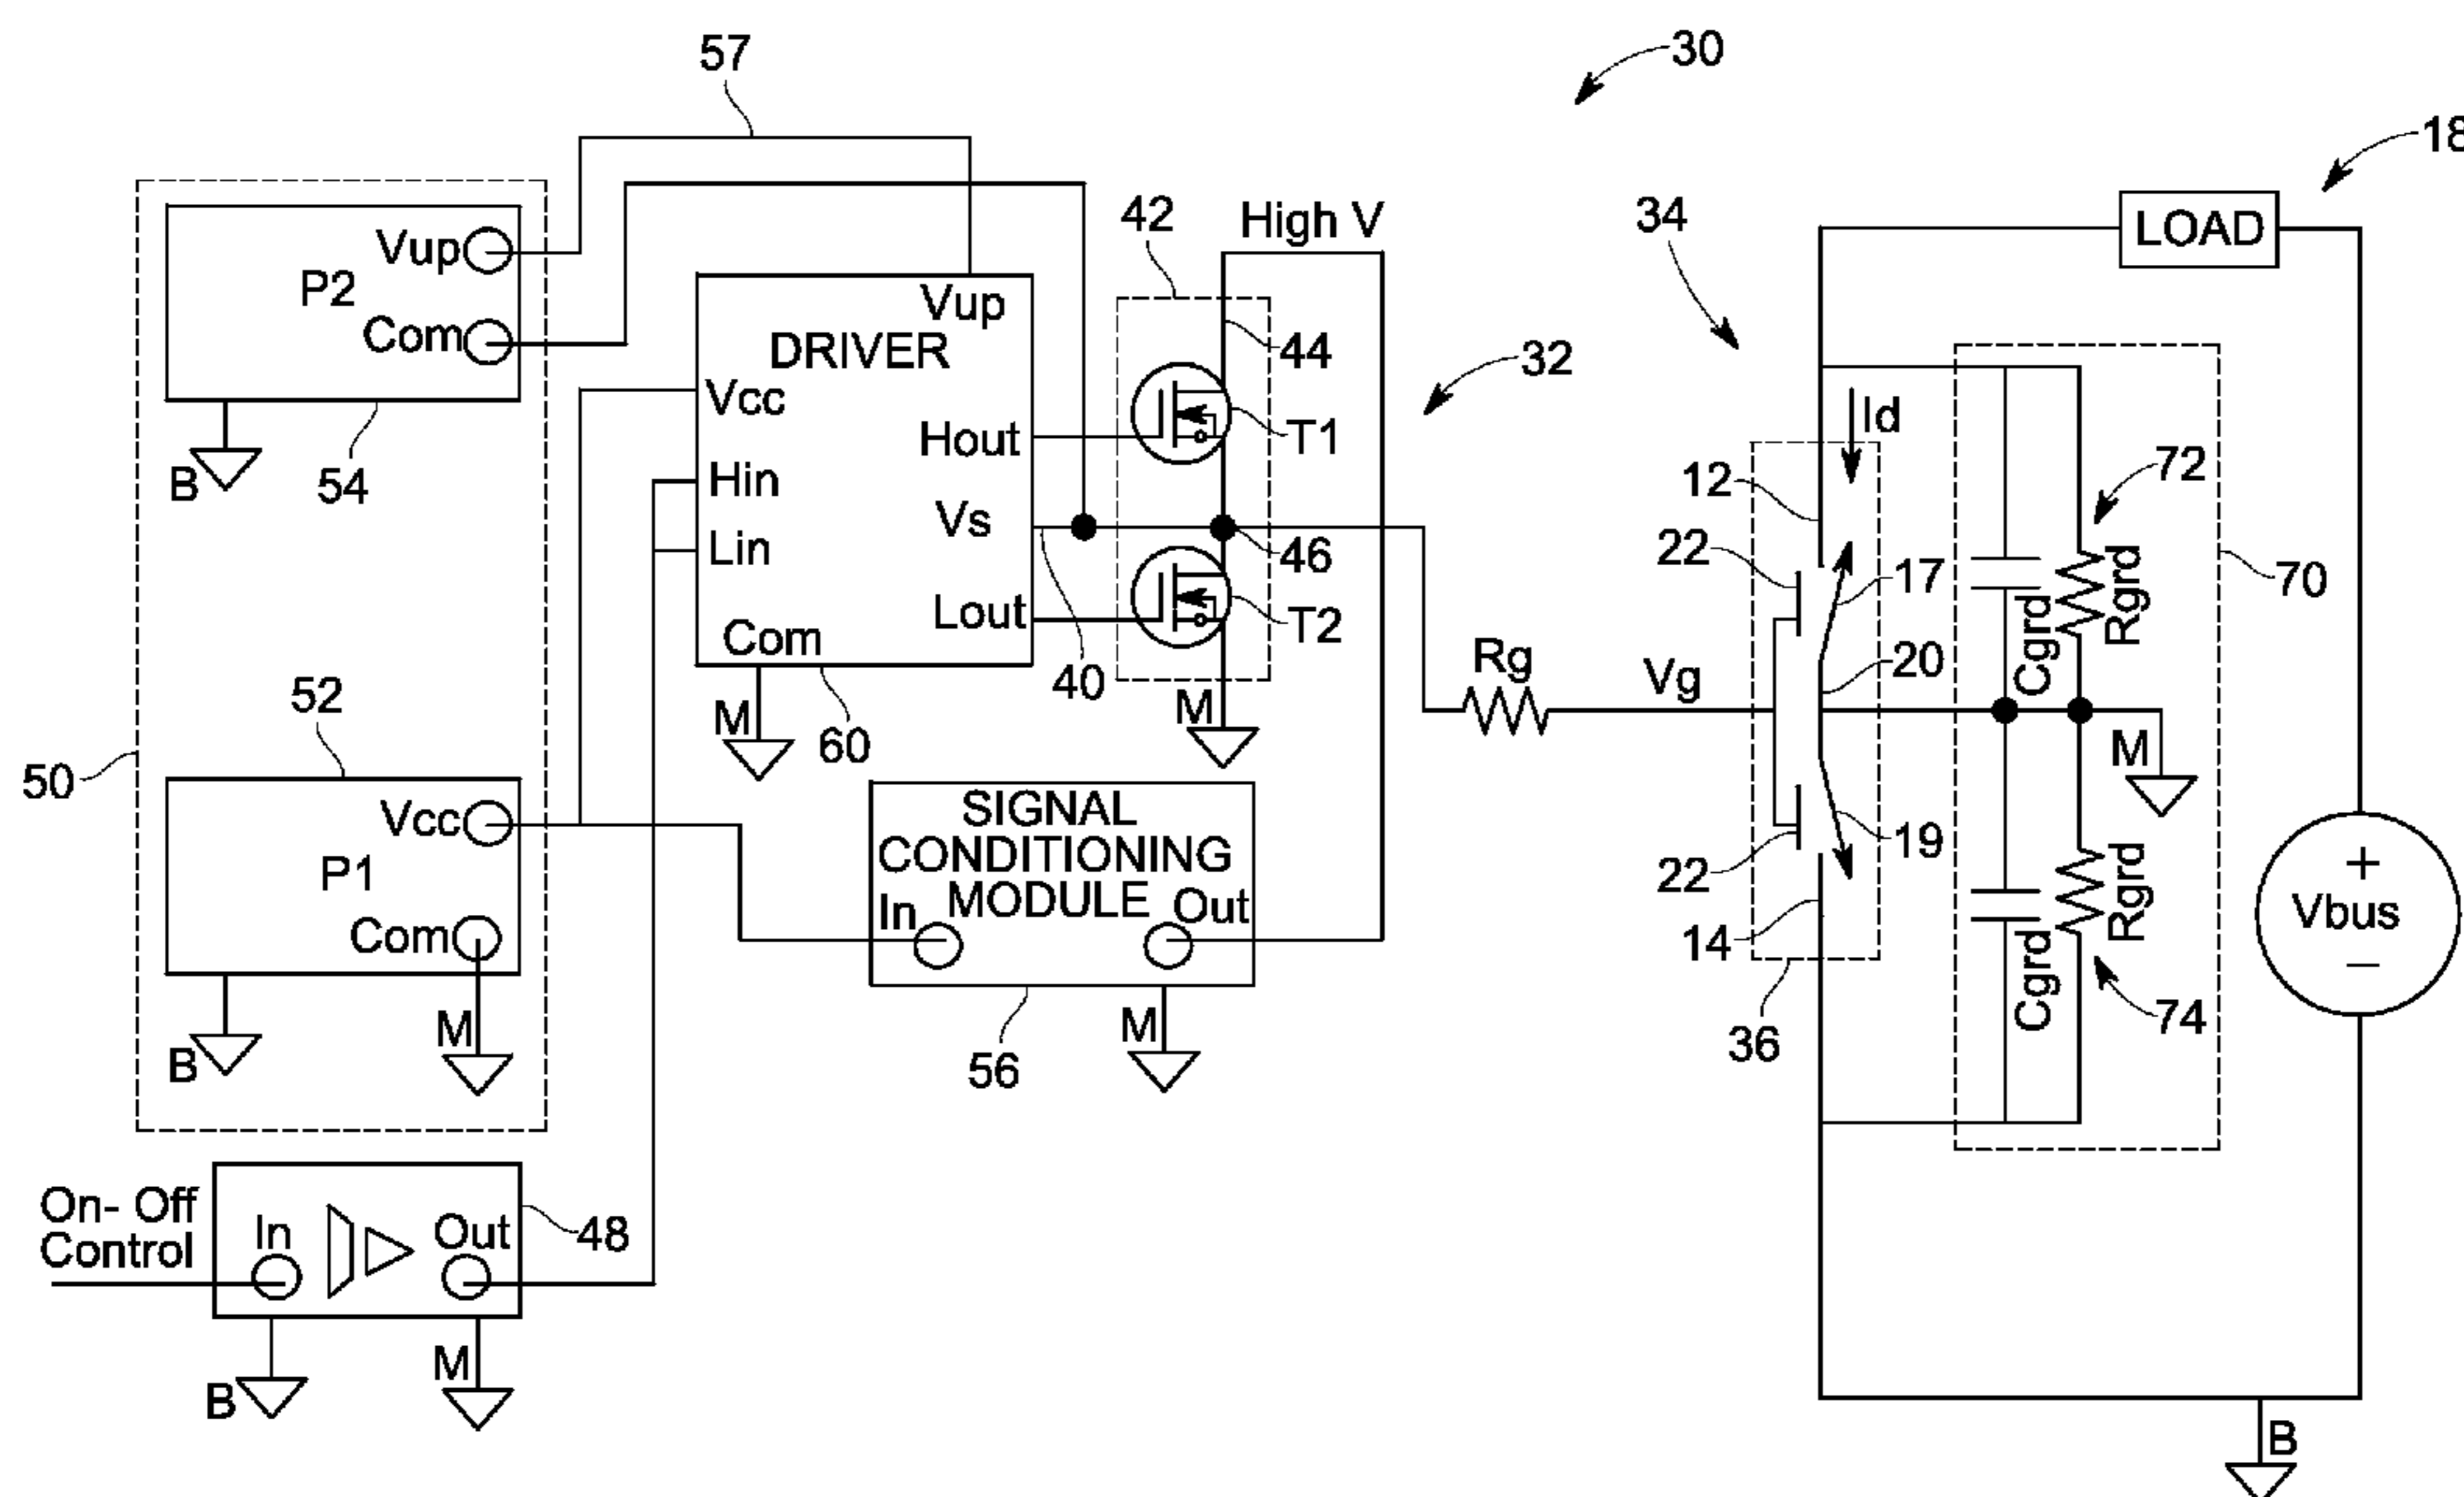 57
30
18
Vup
P2
Com
B
54
42
High V
34
LOAD
Vup
DRIVER
Vcc
Hout
Hin
Vs
Lin
Lout
Com
M
60
40
44
T1
32
46
T2
M
Id
12
22
17
20
72
70
Cgrd
Rgrd
Rg
Vg
M
50
52
Vcc
P1
Com
B
M
SIGNAL
CONDITIONING
MODULE
In
Out
M
56
22
19
14
36
Cgrd
Rgrd
74
+
Vbus
−
On- Off
Control
In
Out
48
B
M
B